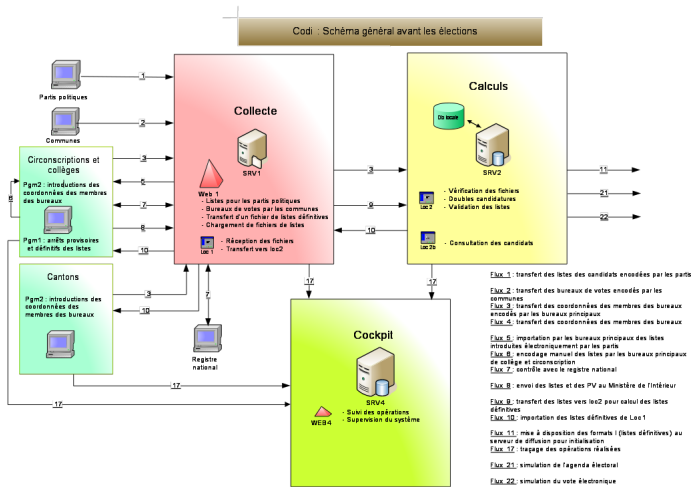 Codi : Schèma général avant les élections
Partis politiques
1
Communes
2
Circonscriptions et
collèges
Pgm2 : introductions des
coordonnées des membres
des bureaux
Pgm1 : arrêts provisoires
et définitifs des listes
3
5
7
8
10
6
Cantons
Pgm2 : introductions des
coordonnées des
membres des bureaux
3
10
17
17
Collecte
SRV1
Web 1
- Listes pour les partis politiques
- Bureaux de votes par les communes
- Transfert d'un fichier de listes définitives
- Chargement de fichiers de listes
Loc 1
- Réception des fichiers
- Transfert vers loc2
7
Registre
national
3
9
10
Calculs
Db locale
SRV2
Loc 2
- Vérification des fichiers
- Doubles candidatures
- Validation des listes
Loc 2b
- Consultation des candidats
11
21
22
17
17
Cockpit
SRV4
WEB4
- Suivi des opérations
- Supervision du système
Flux 1 : transfert des listes des candidats encodées par les partis
Flux 2 : transfert des bureaux de votes encodés par les
communes
Flux 3 : transfert des coordonnées des membres des bureaux
encodés par les bureaux principaux
Flux 4 : transfert des coordonnées des membres des bureaux
Flux 5 : importation par les bureaux principaux des listes
introduites électroniquement par les partis
Flux 6 : encodage manuel des listes par les bureaux principaux
de collège et circonscription
Flux 7 : contrôle avec le registre national
Flux 8 : envoi des listes et des PV au Ministère de l'Intérieur
Flux 9 : transfert des listes vers loc2 pour calcul des listes
définitives
Flux 10 : importation des listes définitives de Loc1
Flux 11 : mise à disposition des formats I (listes définitives) au
serveur de diffusion pour initialisation
Flux 17 : traçage des opérations réalisées
Flux 21 : simulation de l'agenda électoral
Flux 22 : simulation du vote électronique